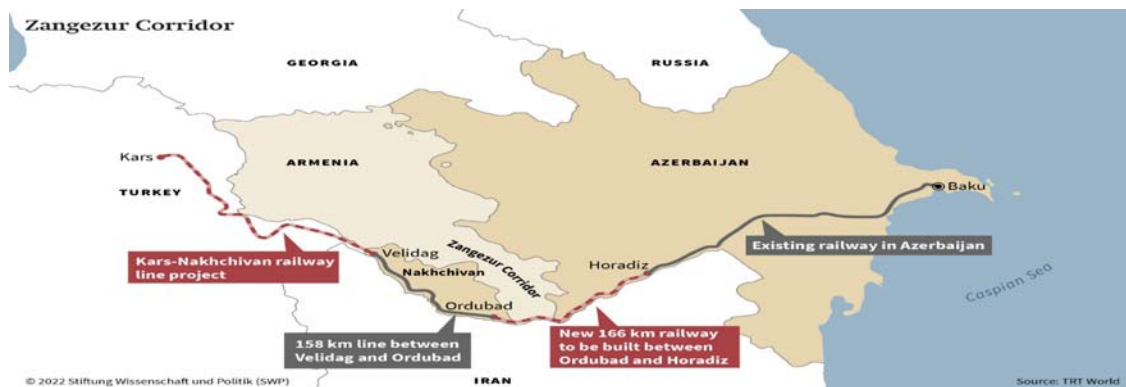 Zangezur Corridor
GEORGIA
RUSSIA
Kars
ARMENIA
AZERBAIJAN
TURKEY
Baku
Existing railway in Azerbaijan
Kars-Nakhchivan railway
line project
Velidag
Nakhchivan
Zangezur Corridor
Horadiz
Ordubad
Caspian Sea
158 km line between
Velidag and Ordubad
New 166 km railway
to be built between
Ordubad and Horadiz
© 2022 Stiftung Wissenschaft und Politik (SWP)
IRAN
Source: TRT World